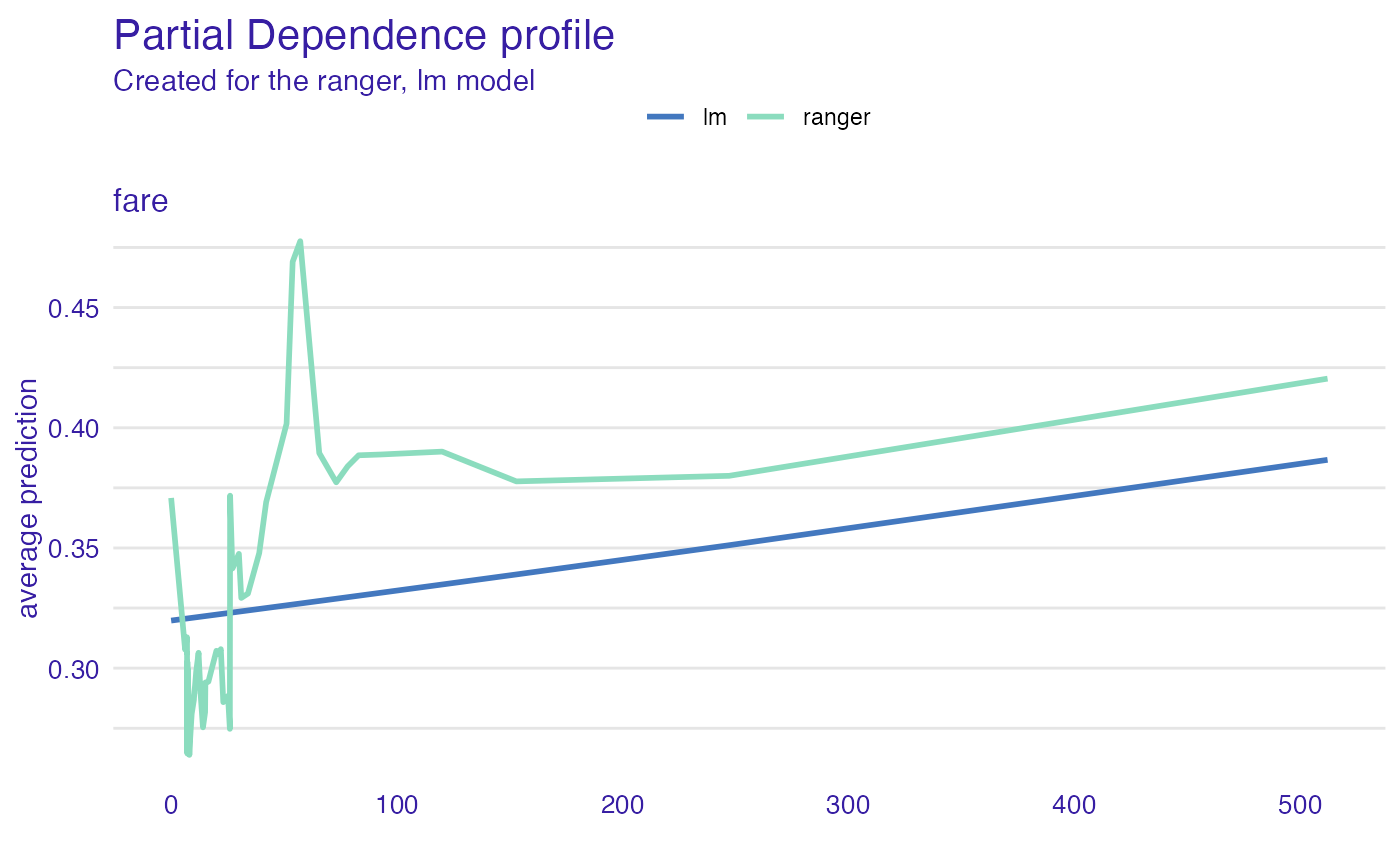 Partial Dependence profile
Created for the ranger, lm model
lm ranger
fare
average prediction
0.45
0.40
0.35
0.30
0 100 200 300 400 500